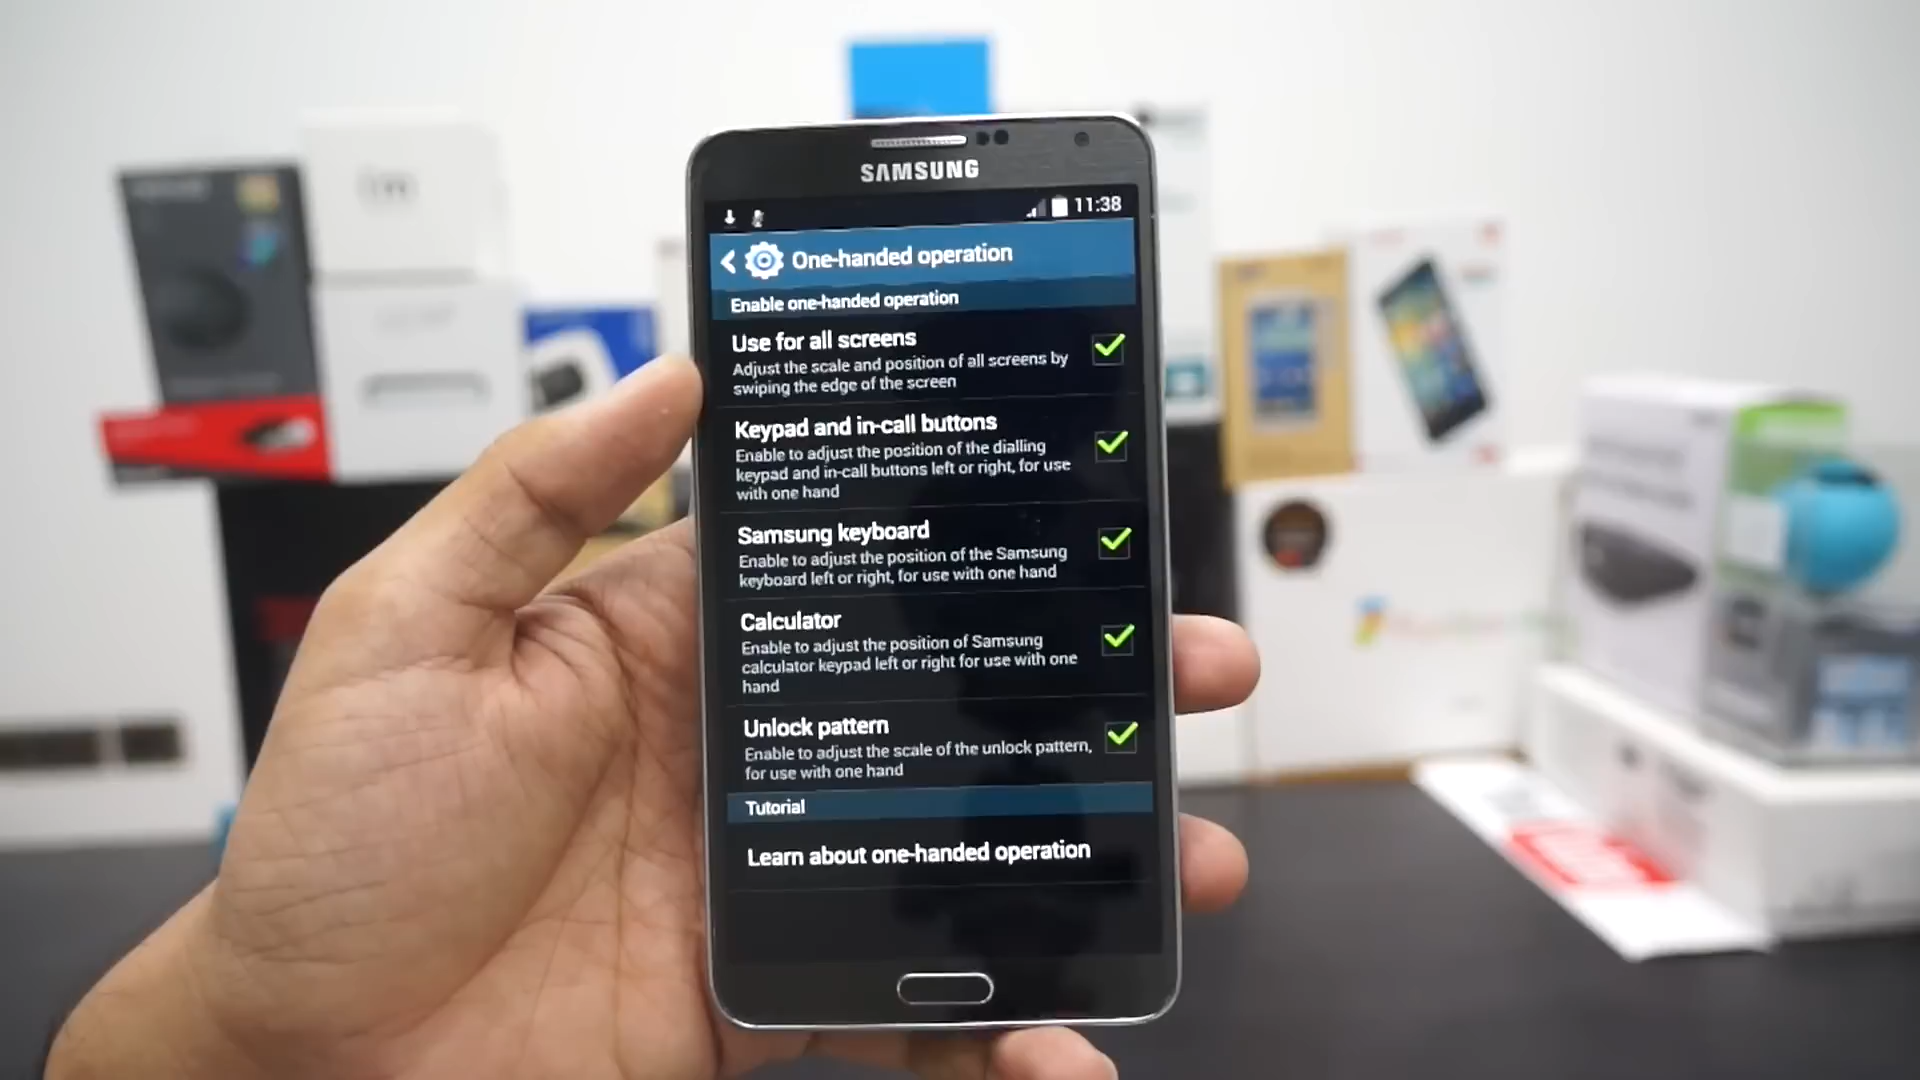 SAMSUNG
11:38
One-handed operation
Enable one-handed operation
Use for all screens
Adjust the scale and position of all screens by
swiping the edge of the screen
Keypad and in-call buttons
Enable to adjust the position of the dialling
keypad and in-call buttons left or right, for use
with one hand
Samsung keyboard
Enable to adjust the position of the Samsung
keyboard left or right, for use with one hand
Calculator
Enable to adjust the position of Samsung
calculator keypad left or right for use with one
hand
Unlock pattern
Enable to adjust the scale of the unlock pattern,
for use with one hand
Tutorial
Learn about one-handed operation